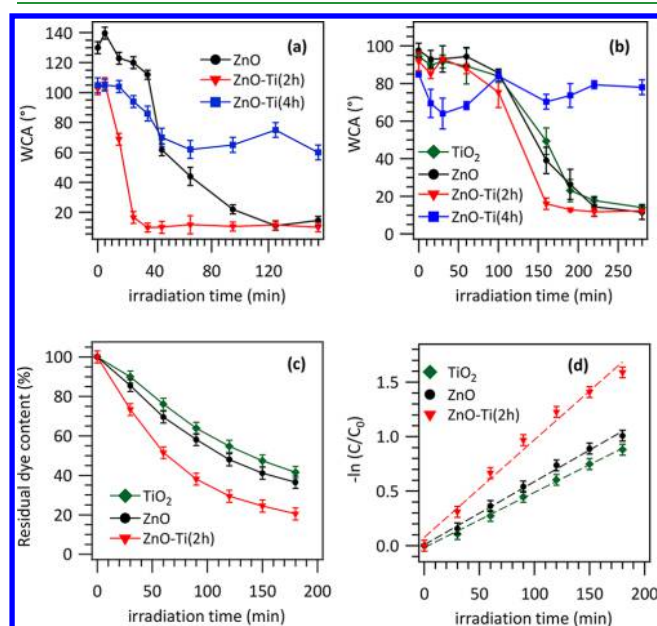 (a)
140
120
100
80
60
40
20
WCA (°)
ZnO
ZnO-Ti(2h)
ZnO-Ti(4h)
0 40 80 120
irradiation time (min)
(b)
100
80
60
40
20
0
WCA (°)
TiO2
ZnO
ZnO-Ti(2h)
ZnO-Ti(4h)
0 50 100 150 200 250
irradiation time (min)
(c)
100
80
60
40
20
0
Residual dye content (%)
TiO2
ZnO
ZnO-Ti(2h)
0 50 100 150 200
irradiation time (min)
(d)
1.5
1.0
0.5
0.0
-ln (C/C0)
TiO2
ZnO
ZnO-Ti(2h)
0 50 100 150 200
irradiation time (min)